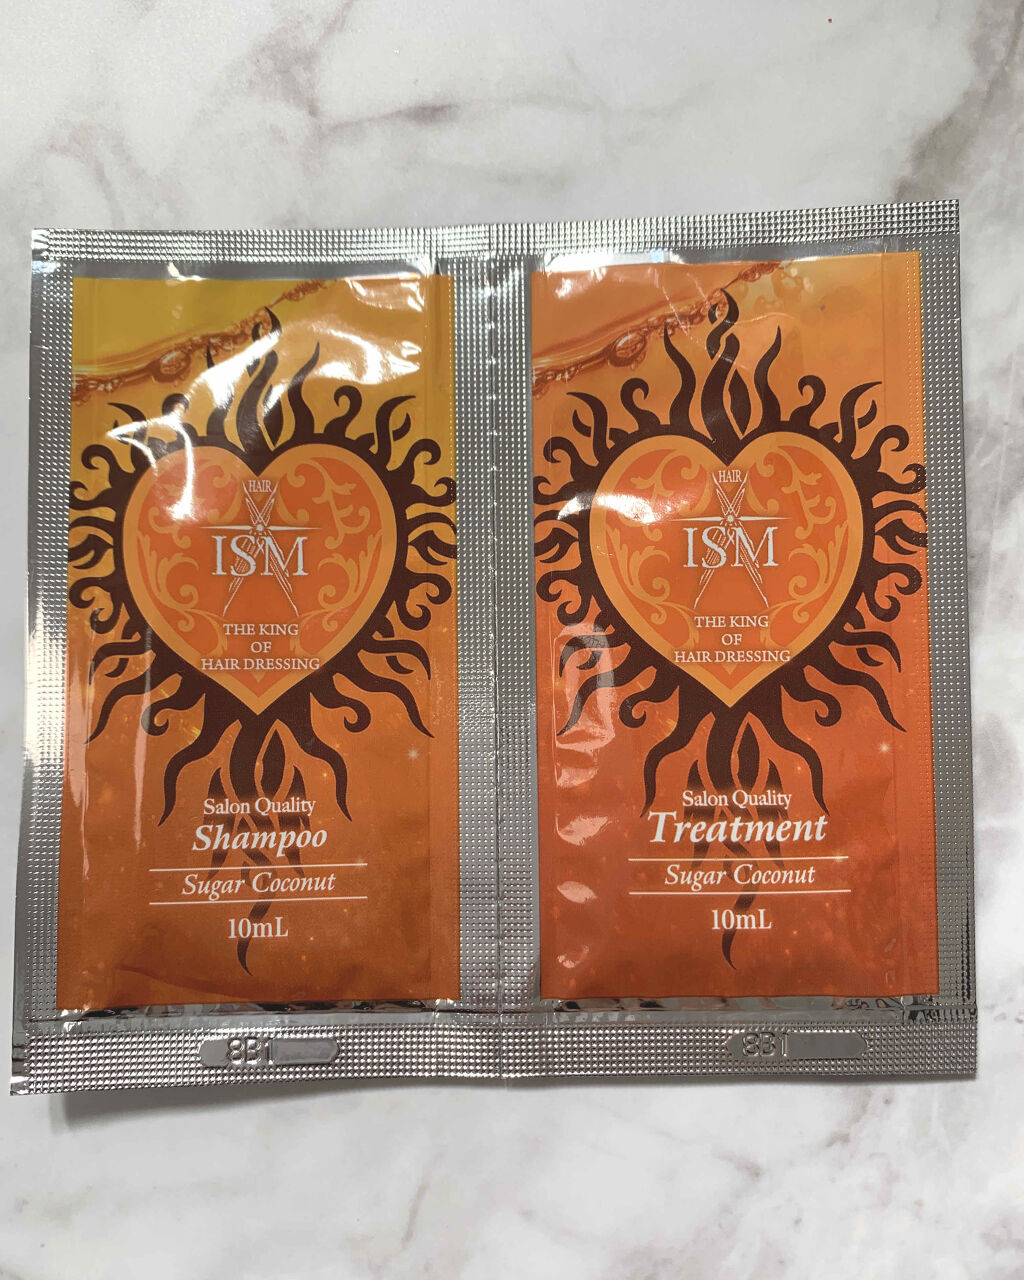 HAIR
ISM
THE KING
OF
HAIR DRESSING
Salon Quality
Shampoo
Sugar Coconut
10mL
8B1
HAIR
ISM
THE KING
OF
HAIR DRESSING
Salon Quality
Treatment
Sugar Coconut
10mL
8B1